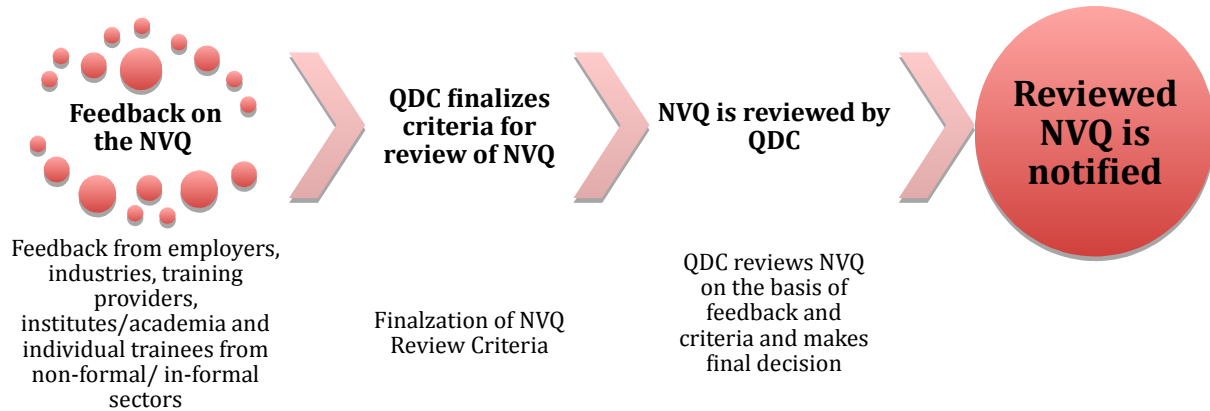 Feedback on
the NVQ
Feedback from employers,
industries, training
providers,
institutes/academia and
individual trainees from
non-formal/ in-formal
sectors
QDC finalizes
criteria for
review of NVQ
Finalzation of NVQ
Review Criteria
NVQ is reviewed by
QDC
QDC reviews NVQ
on the basis of
feedback and
criteria and makes
final decision
Reviewed
NVQ is
notified